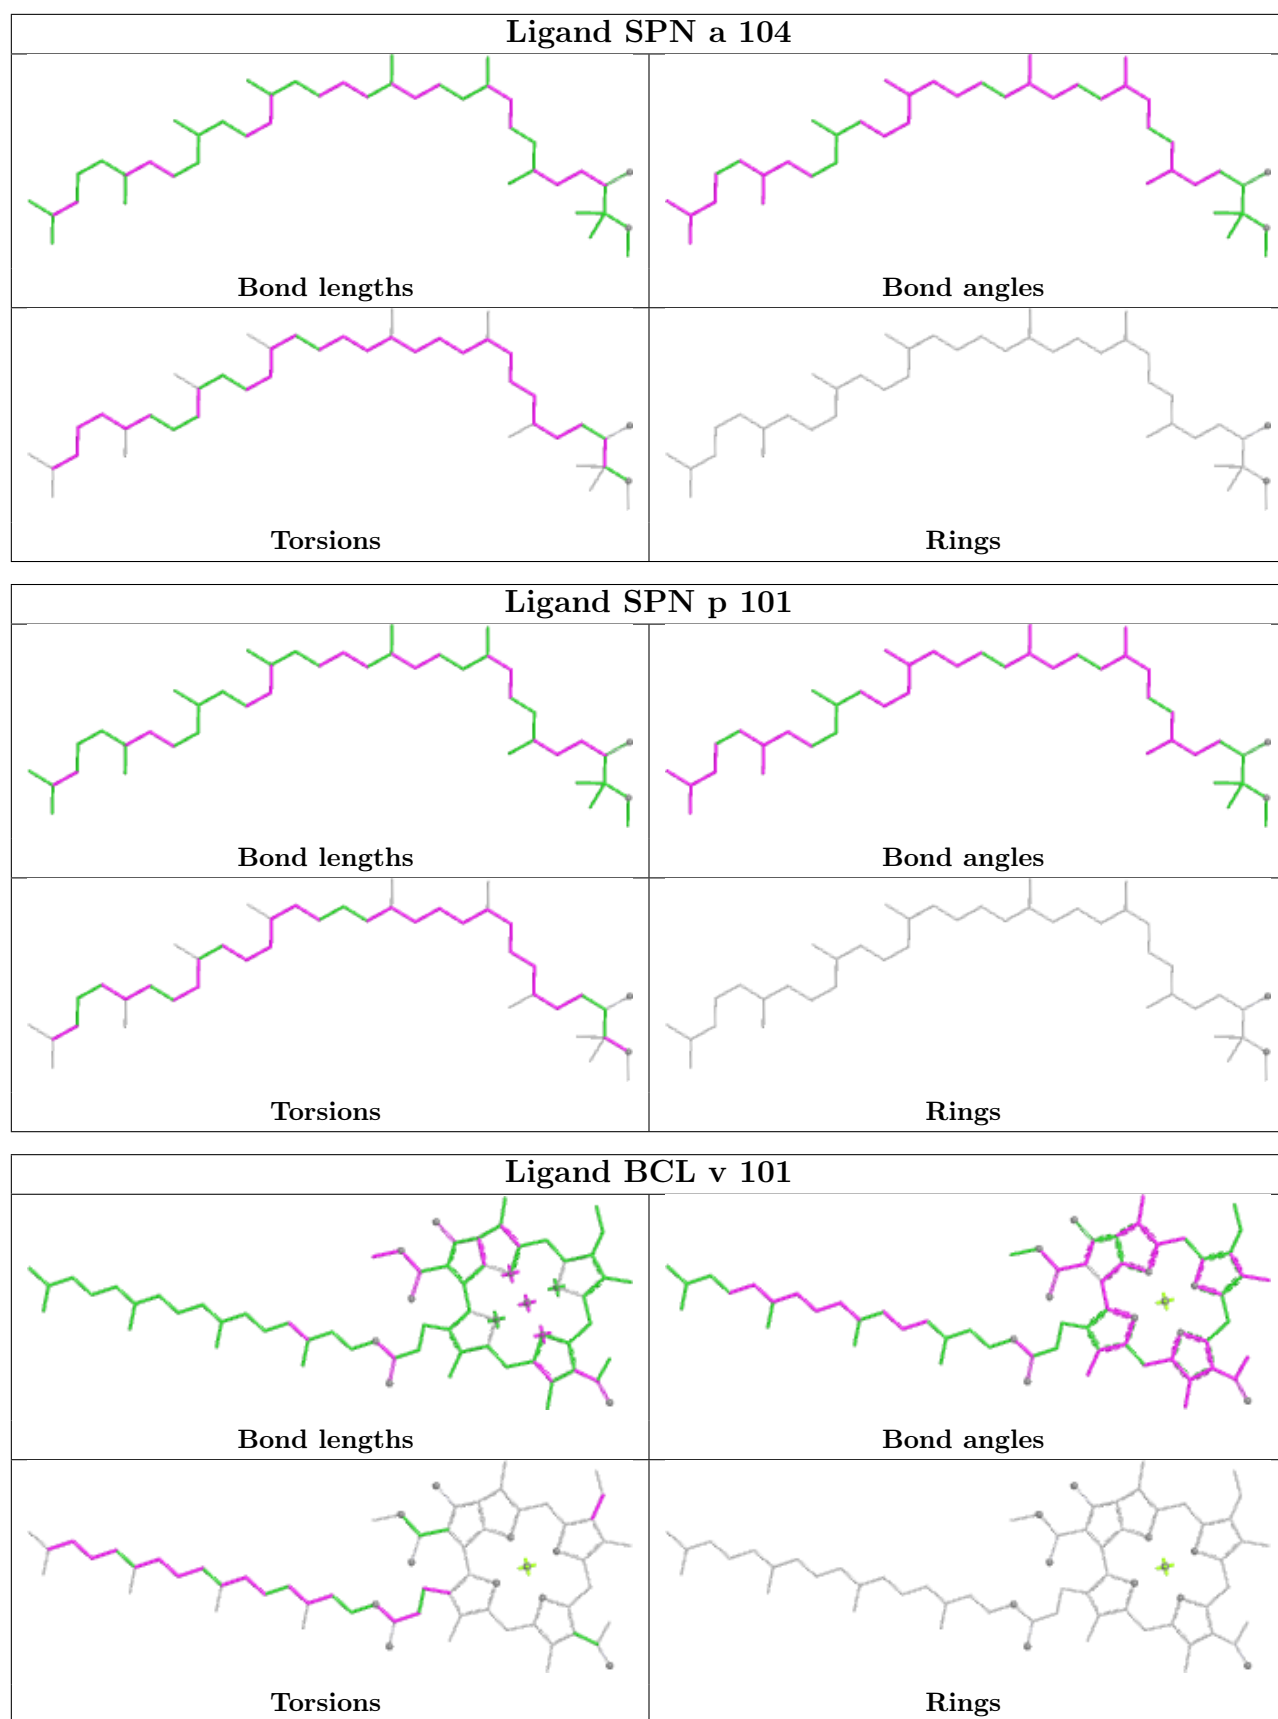 Ligand SPN a 104
Bond lengths
Bond angles
Torsions
Rings
Ligand SPN p 101
Bond lengths
Bond angles
Torsions
Rings
Ligand BCL v 101
Bond lengths
Bond angles
Torsions
Rings